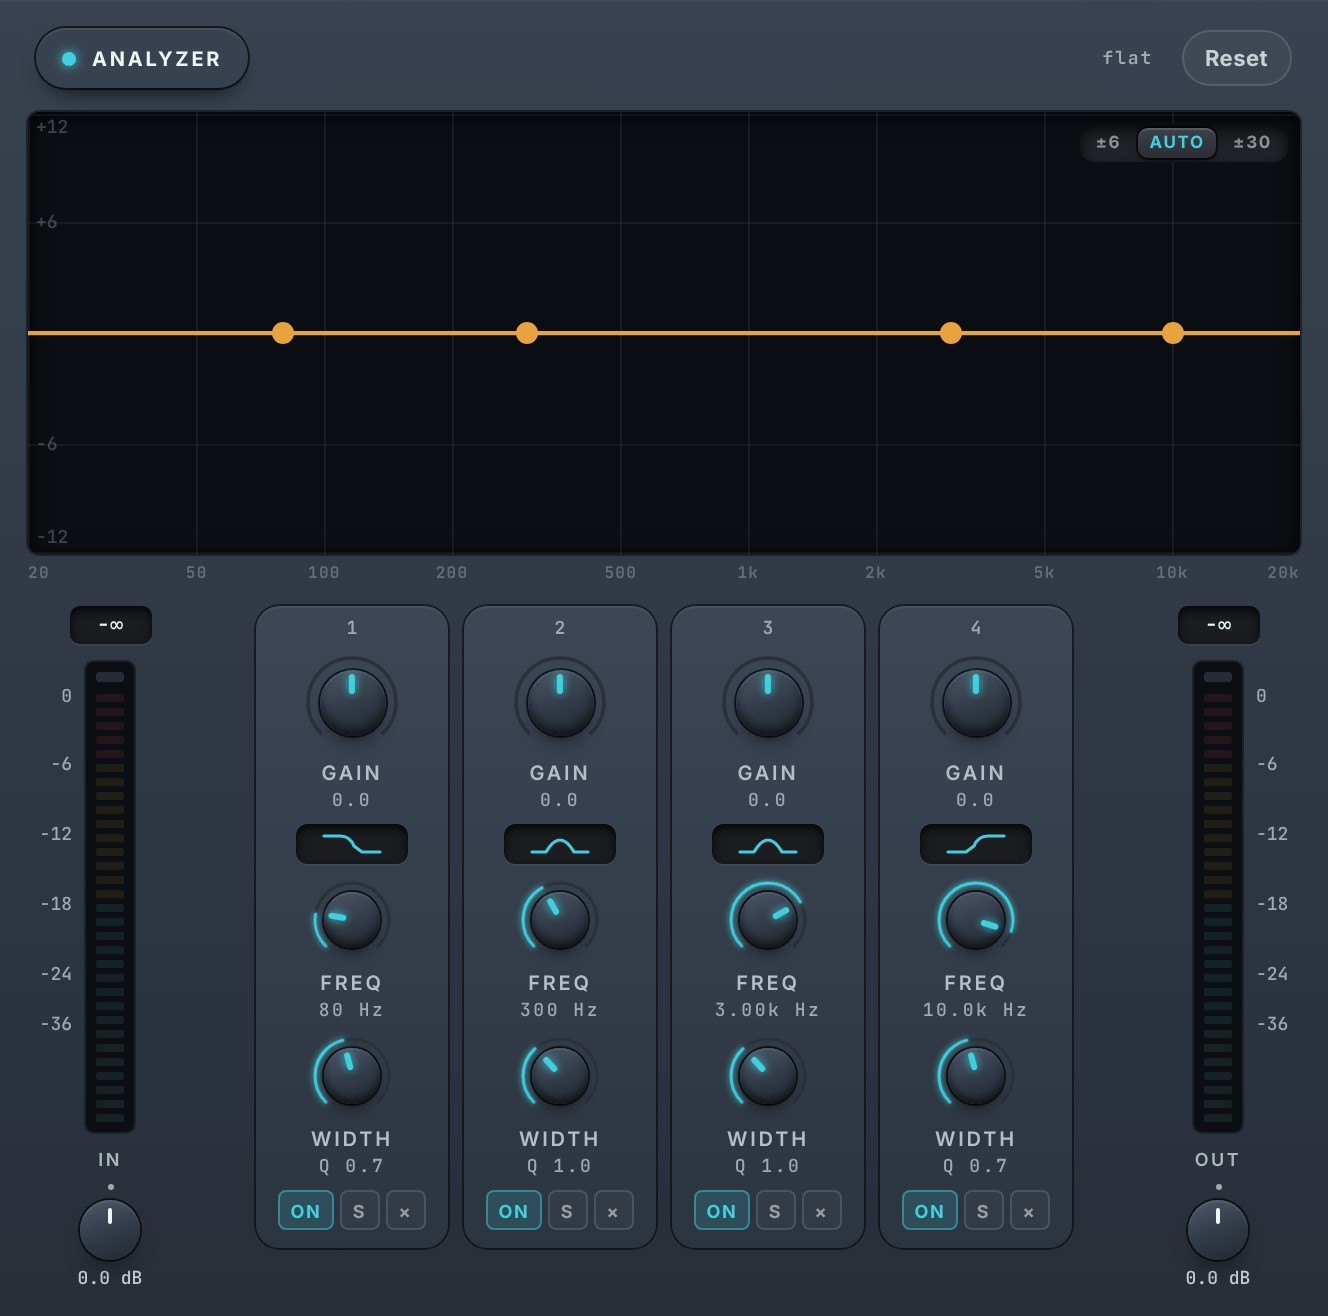 ANALYZER
flat
Reset
+12
±6 AUTO ±30
+6
-6
-12
20 50 100 200 500 1k 2k 5k 10k 20k
-∞ -∞
1 2 3 4
0 0
-6 -6
GAIN GAIN GAIN GAIN
0.0 0.0 0.0 0.0
-12 -12
-18 -18
-24 -24
FREQ FREQ FREQ FREQ
80 Hz 300 Hz 3.00k Hz 10.0k Hz
-36 -36
WIDTH WIDTH WIDTH WIDTH
IN OUT
Q 0.7 Q 1.0 Q 1.0 Q 0.7
ON S × ON S × ON S × ON S ×
0.0 dB 0.0 dB